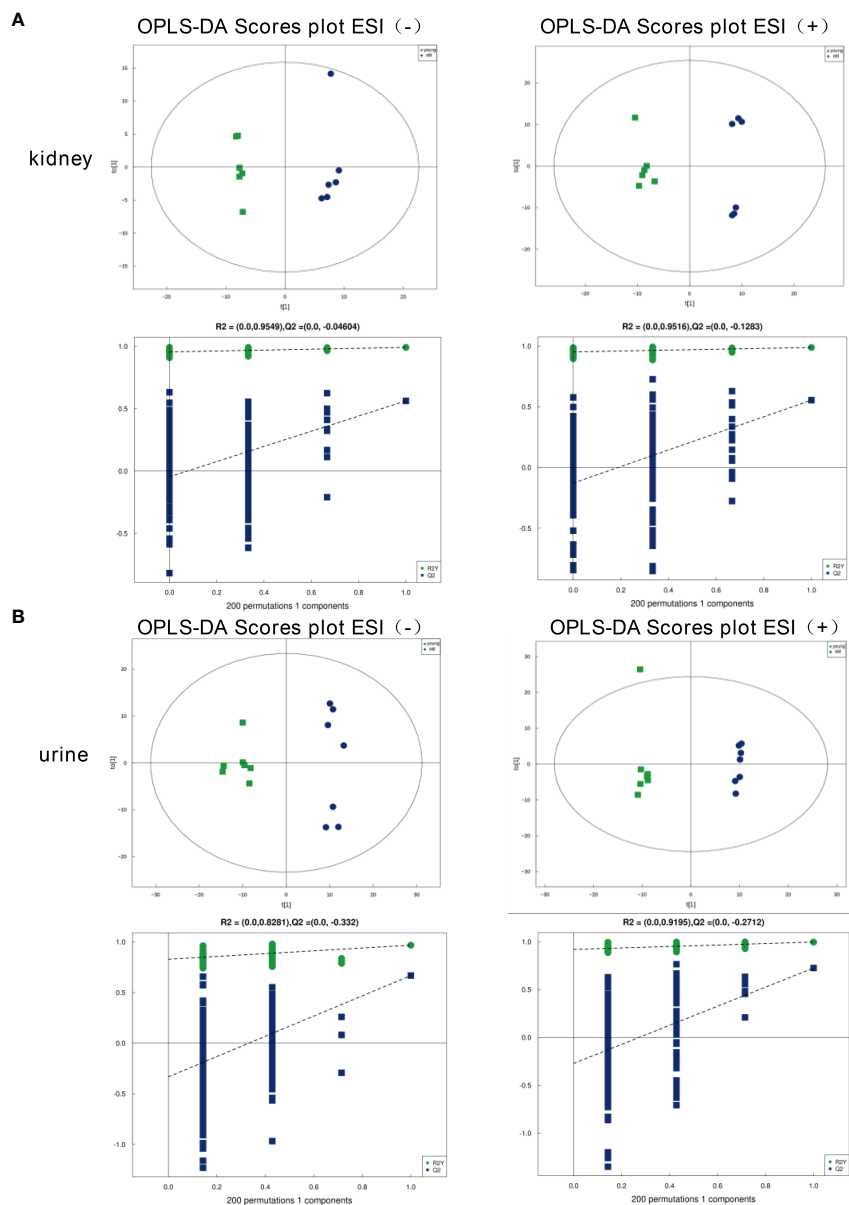 A
OPLS-DA Scores plot ESI（-）
OPLS-DA Scores plot ESI（+）
kidney
young
old
15
10
5
0
-5
-10
-15
to[1]
-20
0
10
20
t[1]
young
old
20
10
0
-10
-20
to[1]
-20
-10
0
10
20
t[1]
R2 = (0.0,0.9549),Q2 =(0.0, -0.04604)
1.0
0.5
0.0
-0.5
R2Y
Q2
0.0
0.2
0.4
0.6
0.8
1.0
200 permutations 1 components
R2 = (0.0,0.9516),Q2 =(0.0, -0.1283)
1.0
0.5
0.0
-0.5
R2Y
Q2
0.0
0.2
0.4
0.6
0.8
1.0
200 permutations 1 components
B
OPLS-DA Scores plot ESI（-）
OPLS-DA Scores plot ESI（+）
urine
young
old
20
10
0
-10
-20
to[1]
-30
-20
-10
0
10
20
30
t[1]
young
old
30
20
10
0
-10
-20
-30
to[1]
-30
-20
-10
0
10
20
30
t[1]
R2 = (0.0,0.8281),Q2 =(0.0, -0.332)
1.0
0.5
0.0
-0.5
-1.0
R2Y
Q2
0.0
0.2
0.4
0.6
0.8
1.0
200 permutations 1 components
R2 = (0.0,0.9195),Q2 =(0.0, -0.2712)
1.0
0.5
0.0
-0.5
-1.0
R2Y
Q2
0.0
0.2
0.4
0.6
0.8
1.0
200 permutations 1 components